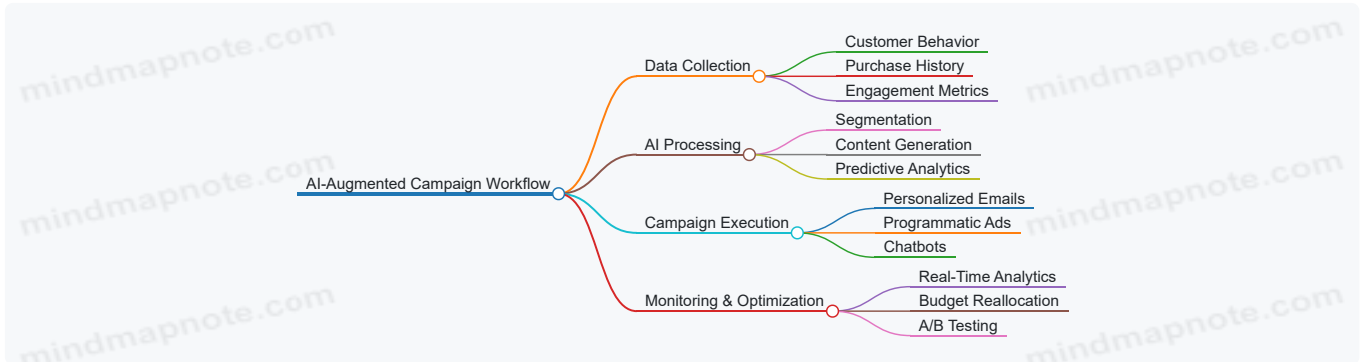 mindmapnote.com
mindmapnote.com
Customer Behavior
Data Collection
Purchase History
Engagement Metrics
Segmentation
AI Processing
Content Generation
Predictive Analytics
mindmapnote.com
mindmapnote.com
AI-Augmented Campaign Workflow
Personalized Emails
Campaign Execution
Programmatic Ads
Chatbots
Real-Time Analytics
Monitoring & Optimization
Budget Reallocation
A/B Testing
mindmapnote.com
mindmapnote.com